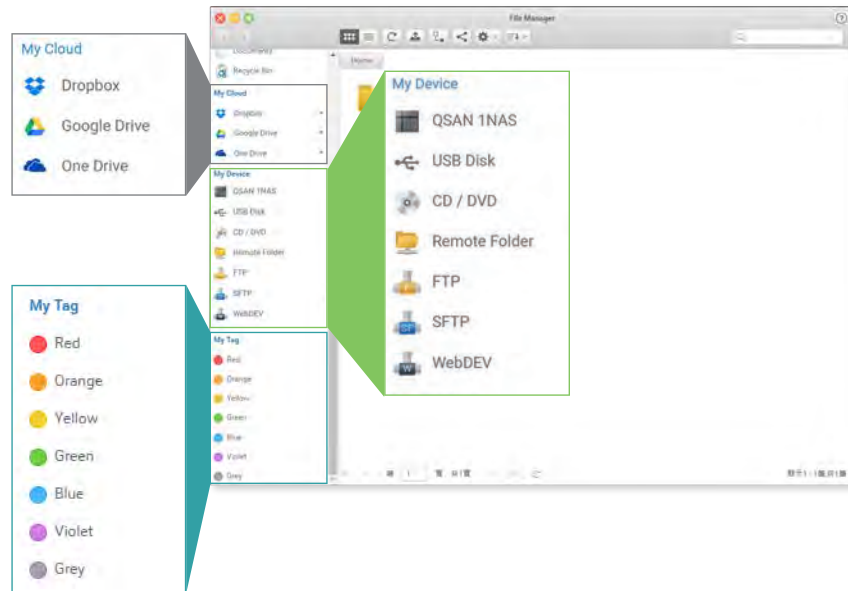 File Manager
My Cloud
Dropbox
Google Drive
One Drive
Documents
Recycle Bin
Home
My Cloud
Dropbox
Google Drive
One Drive
My Device
QSAN 1NAS
USB Disk
CD / DVD
Remote Folder
FTP
SFTP
WebDEV
My Tag
Red
Orange
Yellow
Green
Blue
Violet
Grey
My Device
QSAN 1NAS
USB Disk
CD / DVD
Remote Folder
FTP
SFTP
WebDEV
My Tag
Red
Orange
Yellow
Green
Blue
Violet
Grey